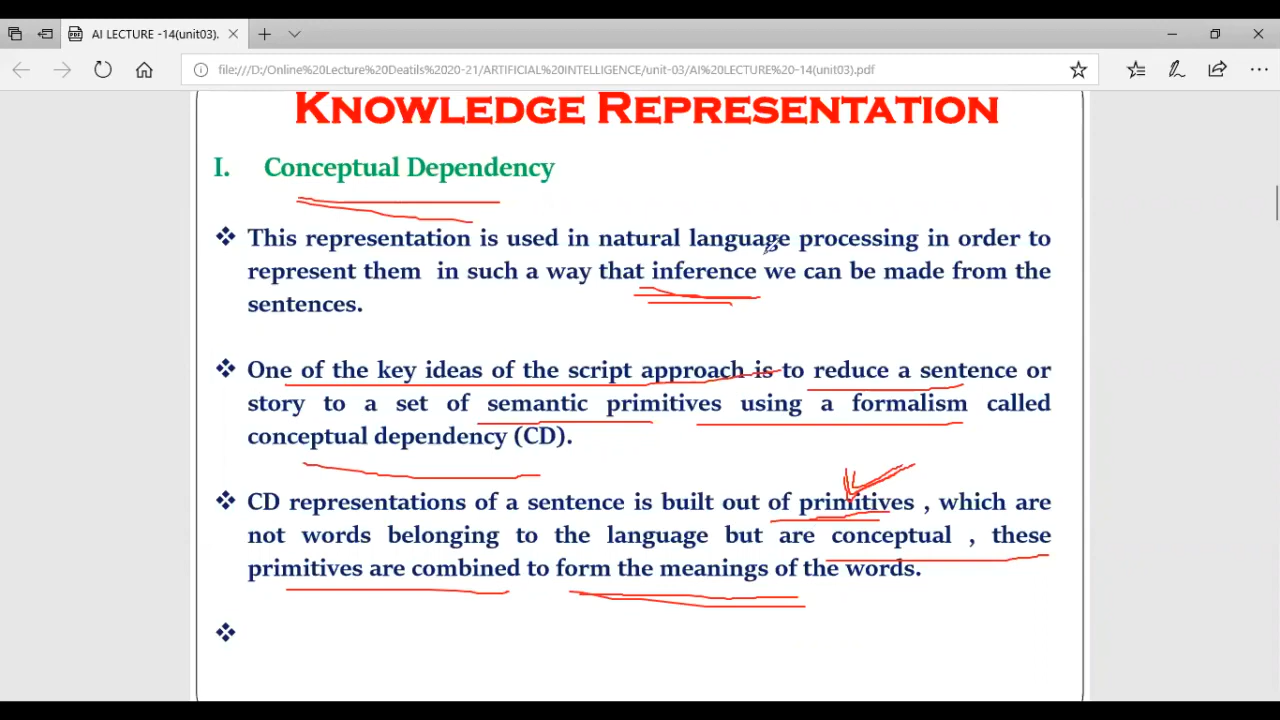 AI LECTURE -14(unit03).
file:///D:/Online%20Lecture%20Deatils%2020-21/ARTIFICIAL%20INTELLIGENCE/unit-03/AI%20LECTURE%20-14(unit03).pdf
KNOWLEDGE REPRESENTATION
I. Conceptual Dependency
❖ This representation is used in natural language processing in order to
represent them in such a way that inference we can be made from the
sentences.
❖ One of the key ideas of the script approach is to reduce a sentence or
story to a set of semantic primitives using a formalism called
conceptual dependency (CD).
❖ CD representations of a sentence is built out of primitives , which are
not words belonging to the language but are conceptual , these
primitives are combined to form the meanings of the words.
❖